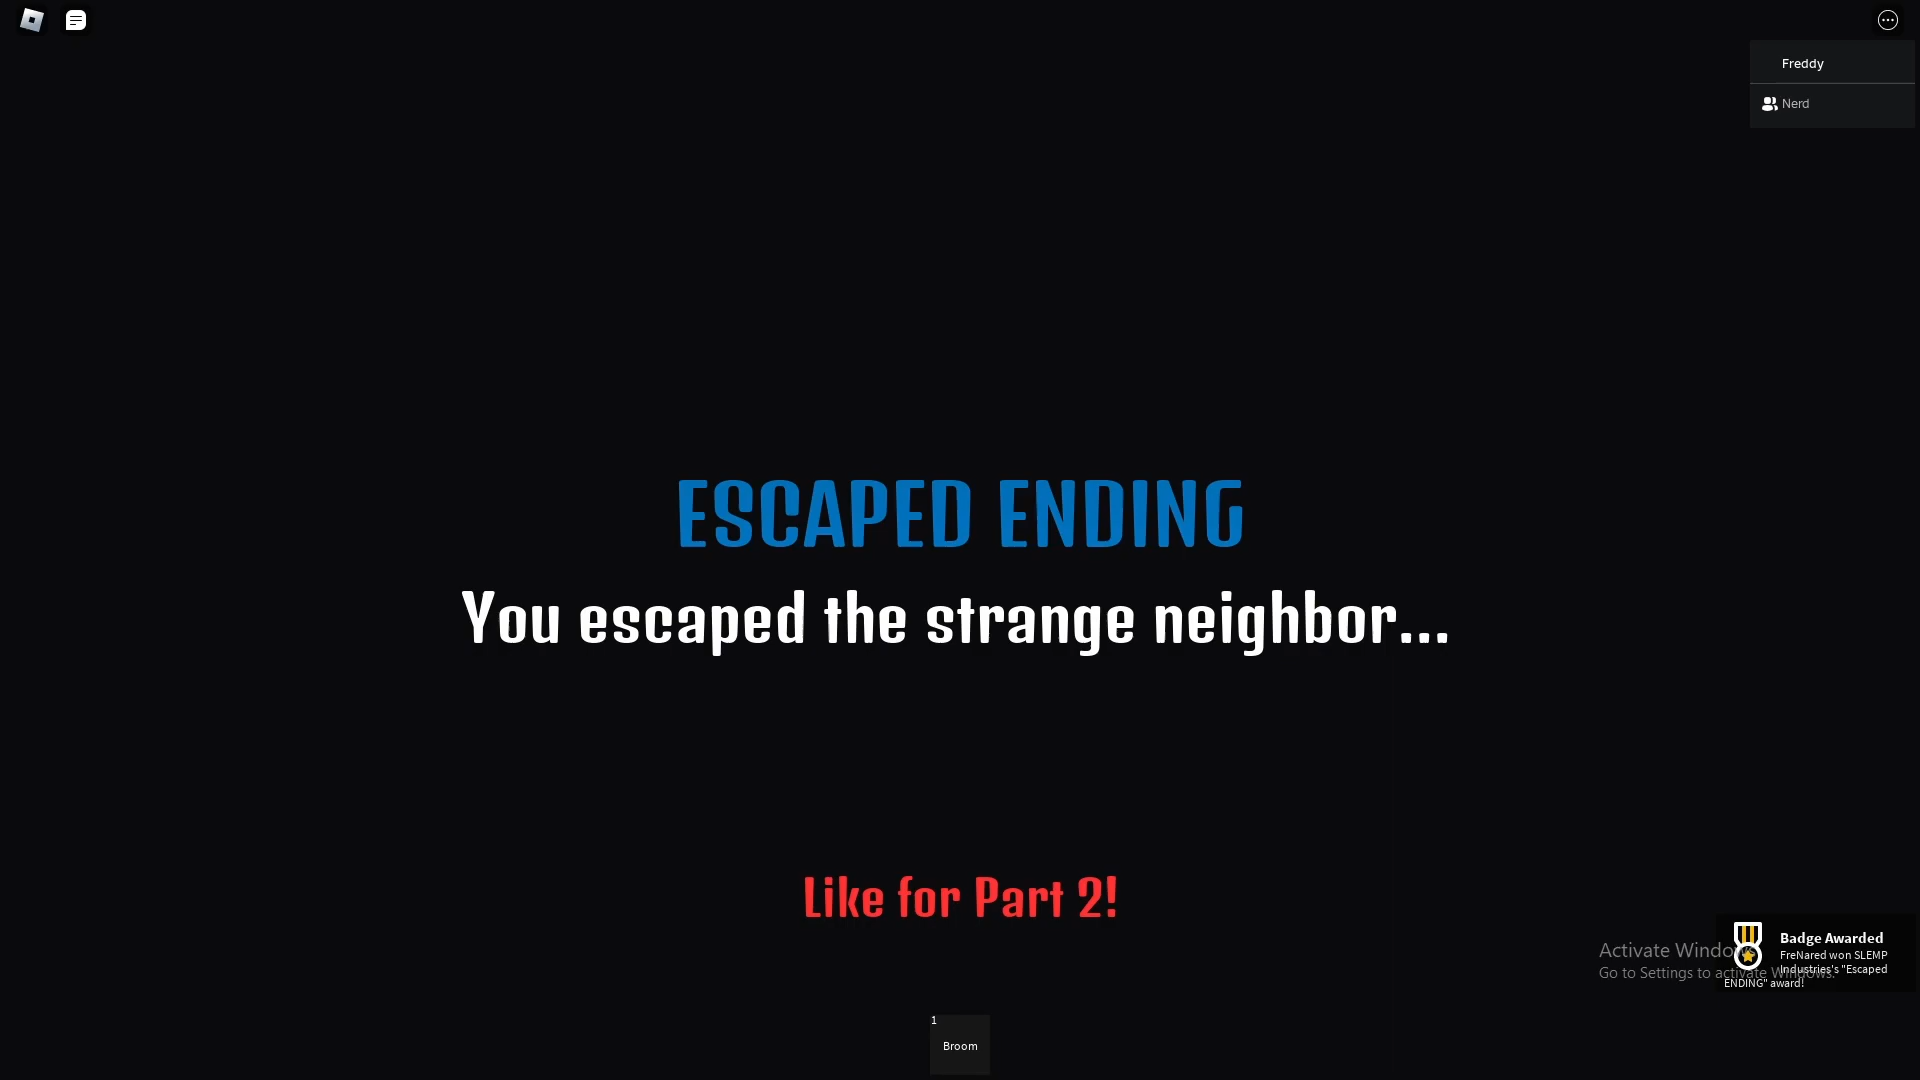 Freddy
Nerd
ESCAPED ENDING
You escaped the strange neighbor...
Like for Part 2!
Activate Windows
Go to Settings to activate Windows.
Badge Awarded
FreNared won SLEMP
Industries's "Escaped
ENDING" award!
1
Broom